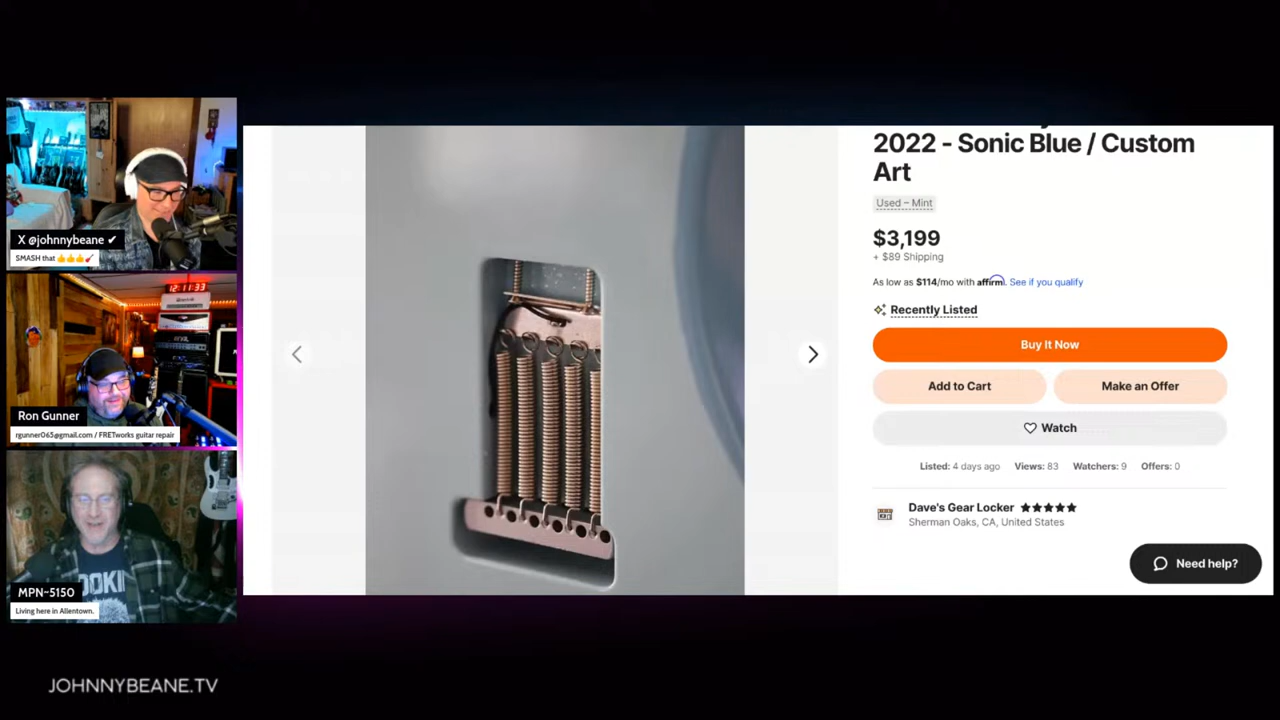 X @johnnybeane ✔
SMASH that 👍👍👍🎸
12:11:33
Ron Gunner
rgunner065@gmail.com / FRETworks guitar repair
MPN~5150
Living here in Allentown.
JOHNNYBEANE.TV
2022 - Sonic Blue / Custom
Art
Used – Mint
$3,199
+ $89 Shipping
As low as $114/mo with affirm. See if you qualify
Recently Listed
Buy It Now
Add to Cart
Make an Offer
Watch
Listed: 4 days ago Views: 83 Watchers: 9 Offers: 0
Dave's Gear Locker ★★★★★
Sherman Oaks, CA, United States
Need help?